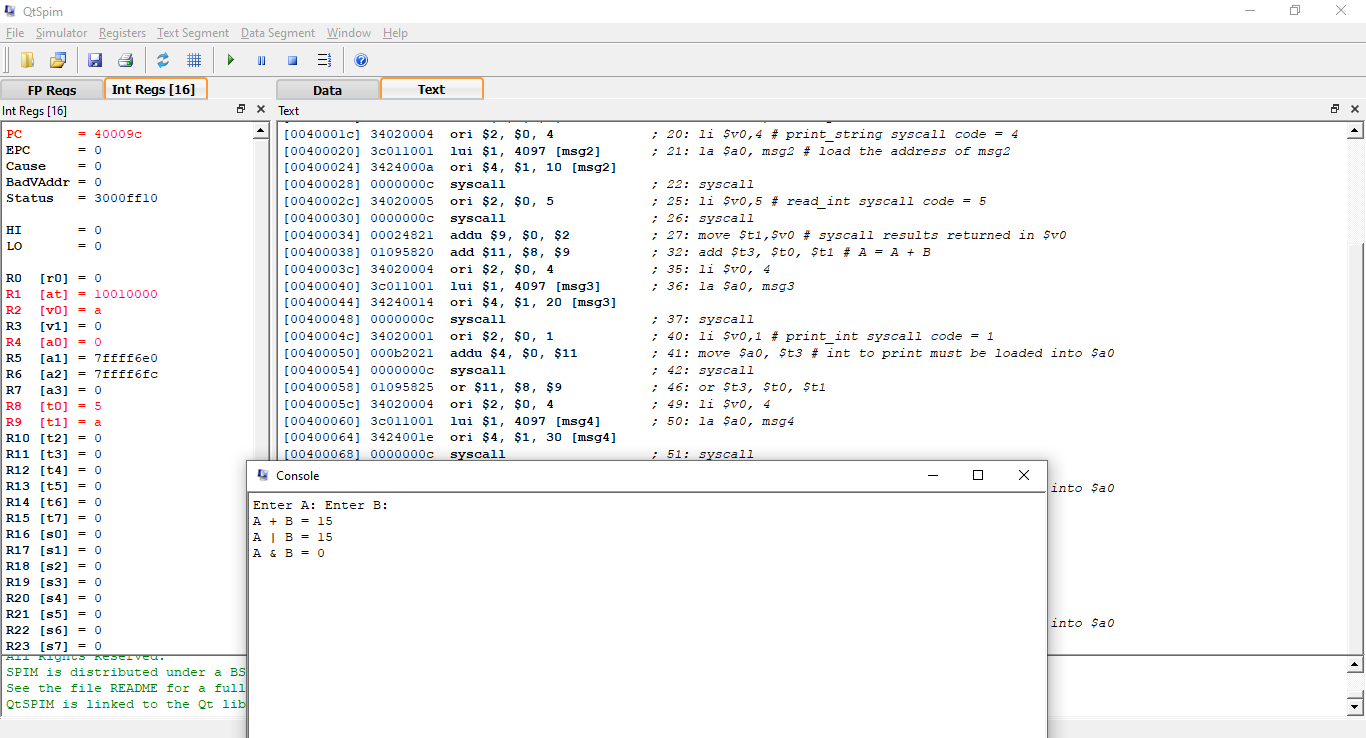 QtSpim
File Simulator Registers Text Segment Data Segment Window Help
FP Regs Int Regs [16] Data Text
Int Regs [16]
PC = 40009c
EPC = 0
Cause = 0
BadVAddr = 0
Status = 3000ff10
HI = 0
LO = 0
R0 [r0] = 0
R1 [at] = 10010000
R2 [v0] = a
R3 [v1] = 0
R4 [a0] = 0
R5 [a1] = 7ffff6e0
R6 [a2] = 7ffff6fc
R7 [a3] = 0
R8 [t0] = 5
R9 [t1] = a
R10 [t2] = 0
R11 [t3] = 0
R12 [t4] = 0
R13 [t5] = 0
R14 [t6] = 0
R15 [t7] = 0
R16 [s0] = 0
R17 [s1] = 0
R18 [s2] = 0
R19 [s3] = 0
R20 [s4] = 0
R21 [s5] = 0
R22 [s6] = 0
R23 [s7] = 0
Text
[0040001c] 34020004 ori $2, $0, 4 ; 20: li $v0,4 # print_string syscall code = 4
[00400020] 3c011001 lui $1, 4097 [msg2] ; 21: la $a0, msg2 # load the address of msg2
[00400024] 3424000a ori $4, $1, 10 [msg2]
[00400028] 0000000c syscall ; 22: syscall
[0040002c] 34020005 ori $2, $0, 5 ; 25: li $v0,5 # read_int syscall code = 5
[00400030] 0000000c syscall ; 26: syscall
[00400034] 00024821 addu $9, $0, $2 ; 27: move $t1,$v0 # syscall results returned in $v0
[00400038] 01095820 add $11, $8, $9 ; 32: add $t3, $t0, $t1 # A = A + B
[0040003c] 34020004 ori $2, $0, 4 ; 35: li $v0, 4
[00400040] 3c011001 lui $1, 4097 [msg3] ; 36: la $a0, msg3
[00400044] 34240014 ori $4, $1, 20 [msg3]
[00400048] 0000000c syscall ; 37: syscall
[0040004c] 34020001 ori $2, $0, 1 ; 40: li $v0,1 # print_int syscall code = 1
[00400050] 000b2021 addu $4, $0, $11 ; 41: move $a0, $t3 # int to print must be loaded into $a0
[00400054] 0000000c syscall ; 42: syscall
[00400058] 01095825 or $11, $8, $9 ; 46: or $t3, $t0, $t1
[0040005c] 34020004 ori $2, $0, 4 ; 49: li $v0, 4
[00400060] 3c011001 lui $1, 4097 [msg4] ; 50: la $a0, msg4
[00400064] 3424001e ori $4, $1, 30 [msg4]
[00400068] 0000000c syscall ; 51: syscall
into $a0
into $a0
Console
Enter A: Enter B:
A + B = 15
A | B = 15
A & B = 0
All Rights Reserved.
SPIM is distributed under a BS
See the file README for a full
QtSPIM is linked to the Qt lib